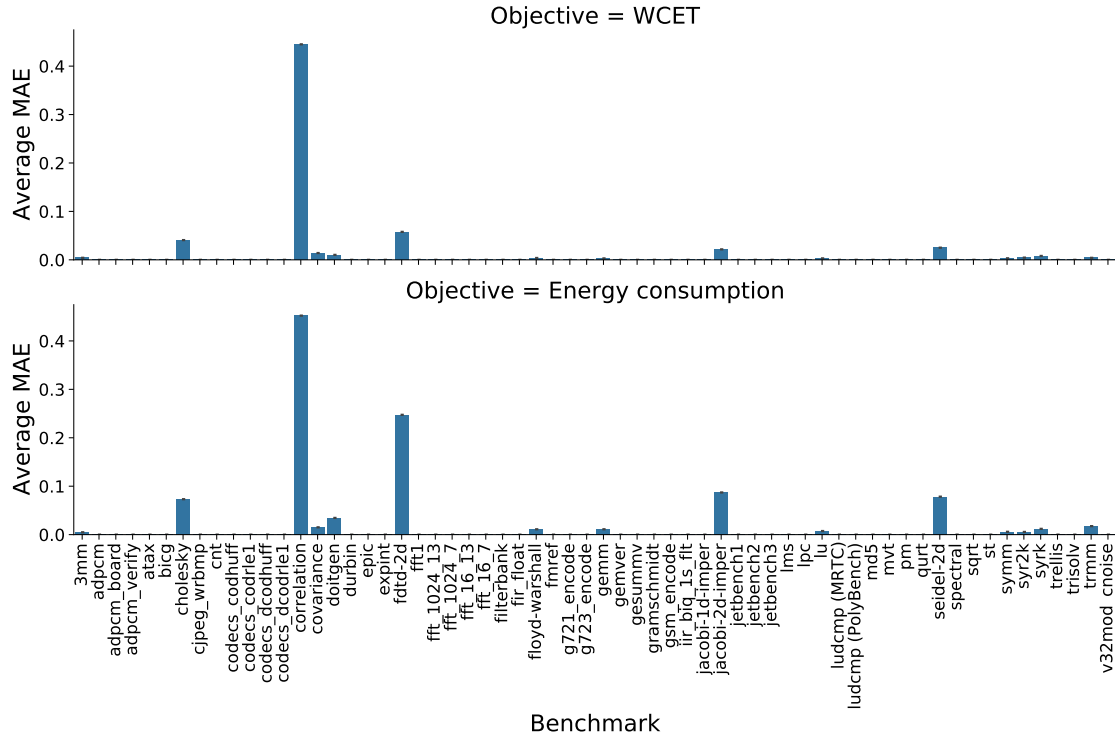 Objective = WCET
Average MAE
0.4
0.3
0.2
0.1
0.0
Objective = Energy consumption
Average MAE
0.4
0.3
0.2
0.1
0.0
3mm
adpcm
adpcm_board
adpcm_verify
atax
bicg
cholesky
cjpeg_wrbmp
cnt
codecs_codhuff
codecs_codrle1
codecs_dcodhuff
codecs_dcodrle1
correlation
covariance
doitgen
durbin
epic
expint
fdtd-2d
fft1
fft_1024_13
fft_1024_7
fft_16_13
fft_16_7
filterbank
fir_float
floyd-warshall
fmref
g721_encode
g723_encode
gemm
gemver
gesummv
gramschmidt
gsm_encode
iir_biq_1s_flt
jacobi-1d-imper
jacobi-2d-imper
jetbench1
jetbench2
jetbench3
lms
lpc
lu
ludcmp (MRTC)
ludcmp (PolyBench)
md5
mvt
pm
qurt
seidel-2d
spectral
sqrt
st
symm
syr2k
syrk
trellis
trisolv
trmm
v32mod_cnoise
Benchmark